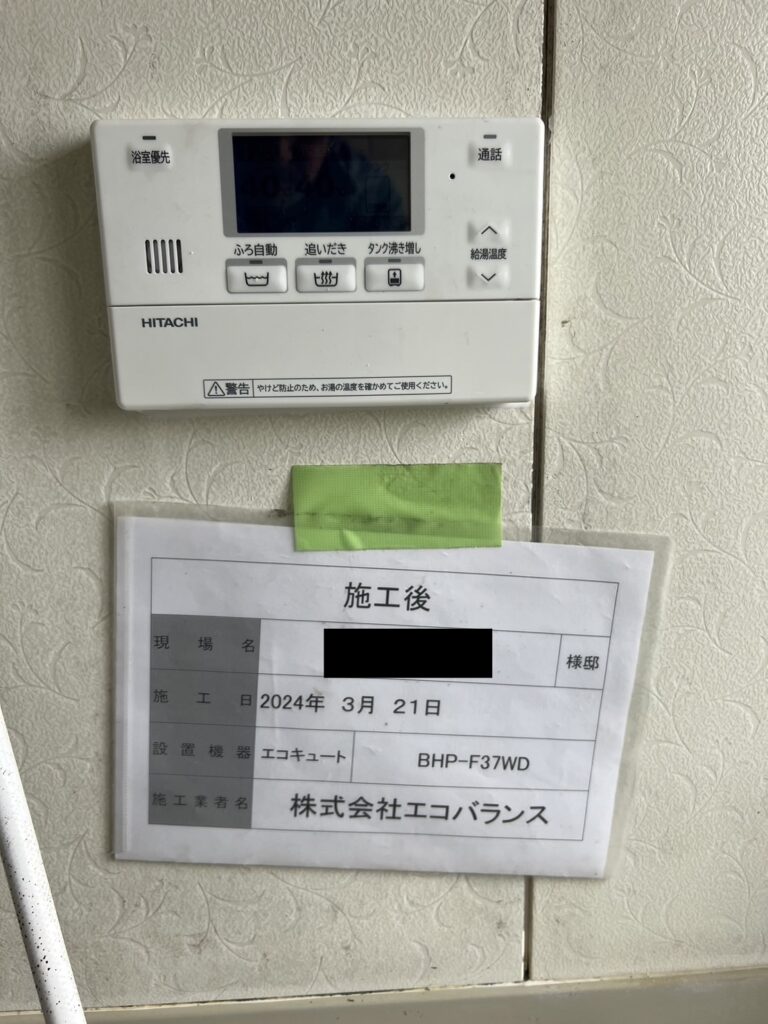 浴室優先
通話
ふろ自動 追いだき タンク沸き増し
給湯温度
HITACHI
警告 やけど防止のため、お湯の温度を確かめてご使用ください。
施工後
現場名 様邸
施工日 2024年 3月 21日
設置機器 エコキュート BHP-F37WD
施工業者名 株式会社エコバランス